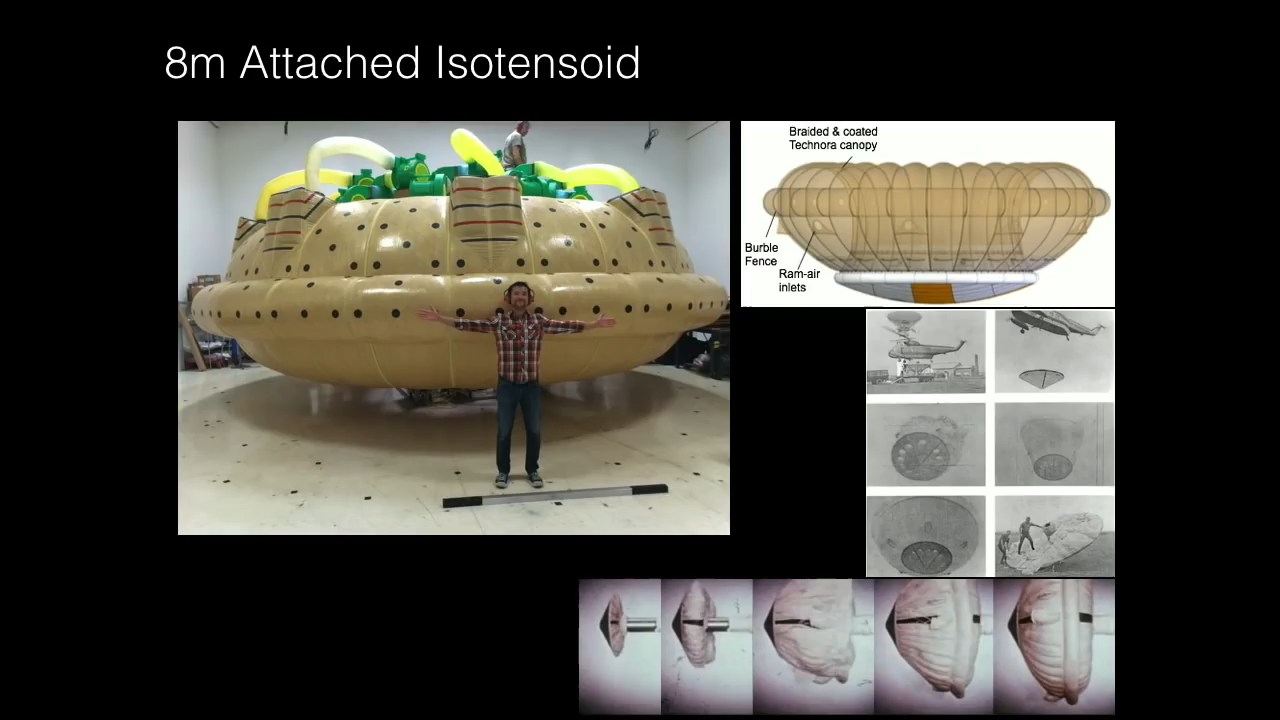 8m Attached Isotensoid
Braided & coated
Technora canopy
Burble
Fence
Ram-air
inlets